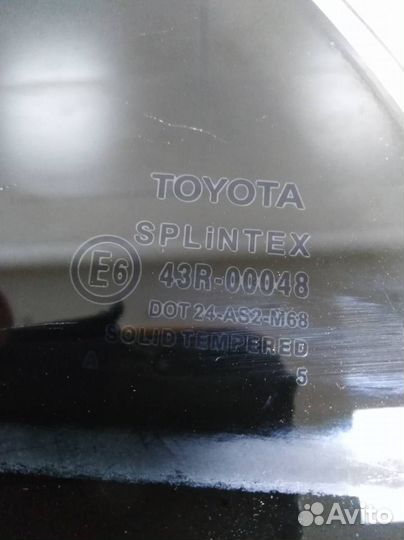 TOYOTA
SPLiNTEX
E6 43R-00048
DOT 24-AS2-M68
SOLID TEMPERED
5
Avito